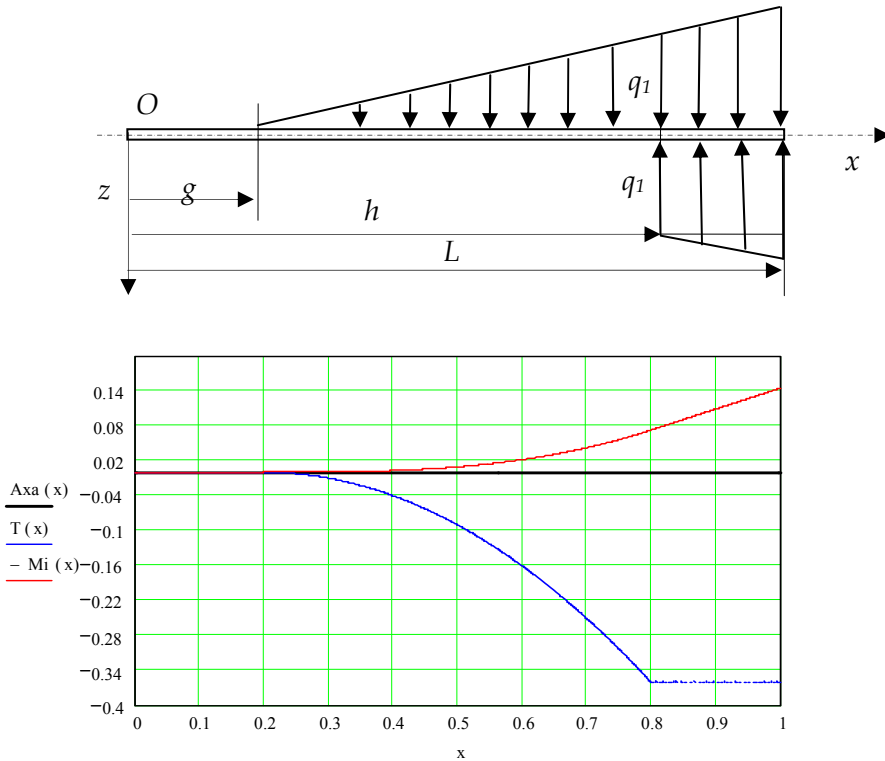 O
q1
x
z
g
q1
h
L
0.14
0.08
0.02
Axa ( x )
−0.04
T ( x )
−0.1
− Mi ( x )
−0.16
−0.22
−0.28
−0.34
−0.4
0 0.1 0.2 0.3 0.4 0.5 0.6 0.7 0.8 0.9 1
x